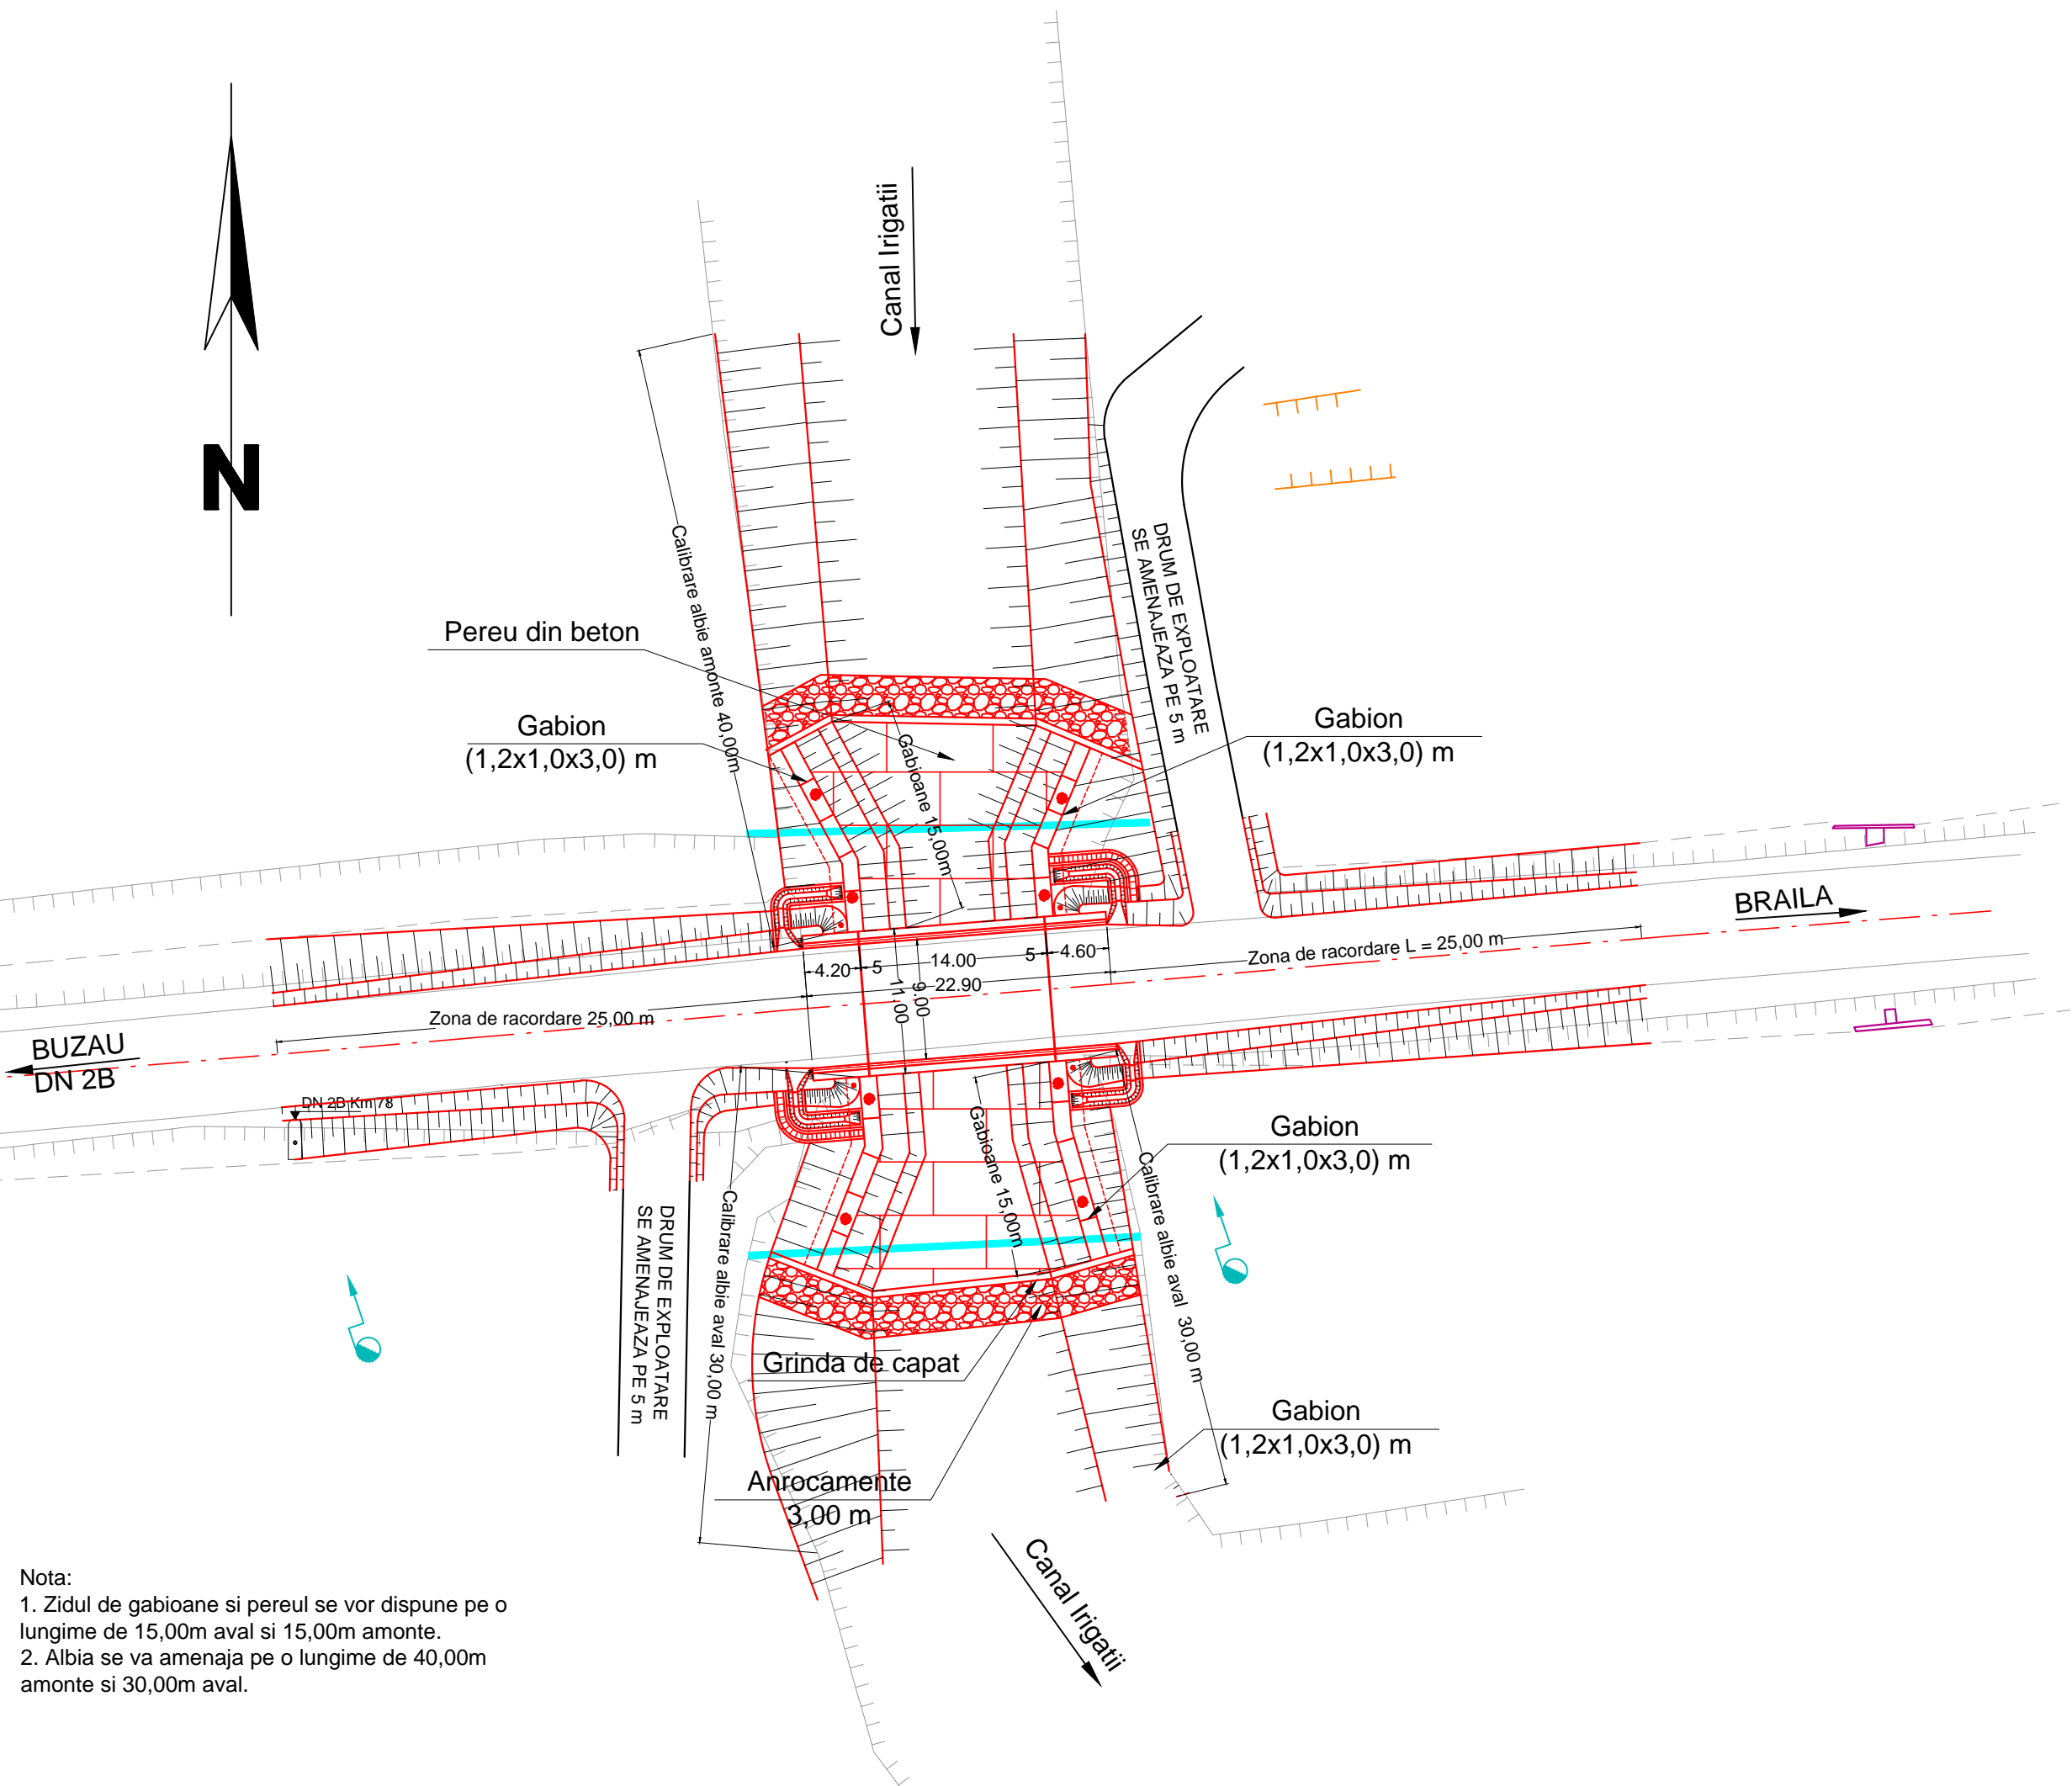 Canal Irigatii
N
Calibrare albie amonte 40,00m
DRUM DE EXPLOATARE
SE AMENAJEAZA PE 5 m
Pereu din beton
Gabion
(1,2x1,0x3,0) m
Gabioane 15,00m
Gabion
(1,2x1,0x3,0) m
BRAILA
4.20
5
14.00
5
4.60
Zona de racordare L = 25,00 m
22.90
11.00
9.00
Zona de racordare 25,00 m
BUZAU
DN 2B
DN 2B Km 78
Gabioane 15,00m
Gabion
(1,2x1,0x3,0) m
DRUM DE EXPLOATARE
SE AMENAJEAZA PE 5 m
Calibrare albie aval 30,00 m
Calibrare albie aval 30,00 m
Grinda de capat
Gabion
(1,2x1,0x3,0) m
Anrocamente
3,00 m
Canal Irigatii
Nota:
1. Zidul de gabioane si pereul se vor dispune pe o
lungime de 15,00m aval si 15,00m amonte.
2. Albia se va amenaja pe o lungime de 40,00m
amonte si 30,00m aval.